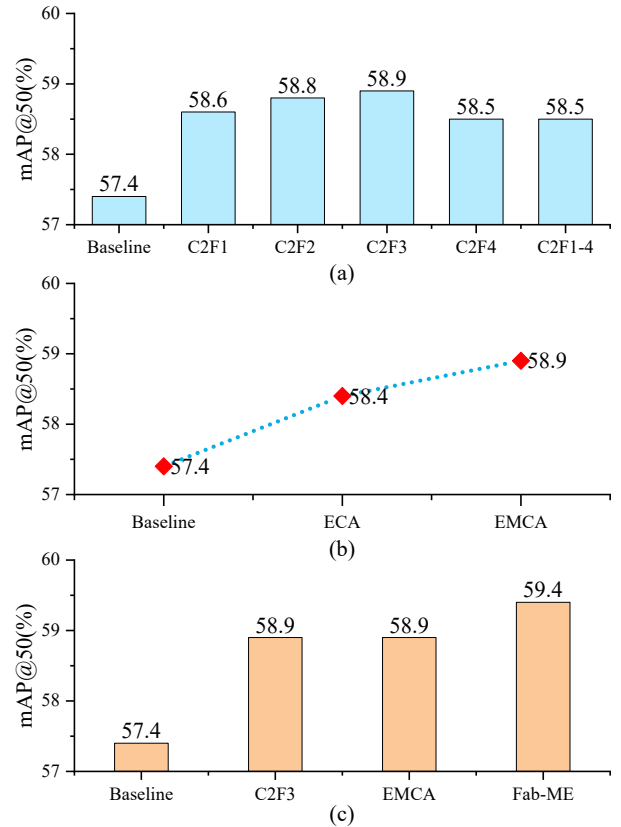 60
59
58
57
mAP@50(%)
57.4
58.6
58.8
58.9
58.5
58.5
Baseline C2F1 C2F2 C2F3 C2F4 C2F1-4
(a)
60
59
58
57
mAP@50(%)
57.4
58.4
58.9
Baseline ECA EMCA
(b)
60
59
58
57
mAP@50(%)
57.4
58.9
58.9
59.4
Baseline C2F3 EMCA Fab-ME
(c)